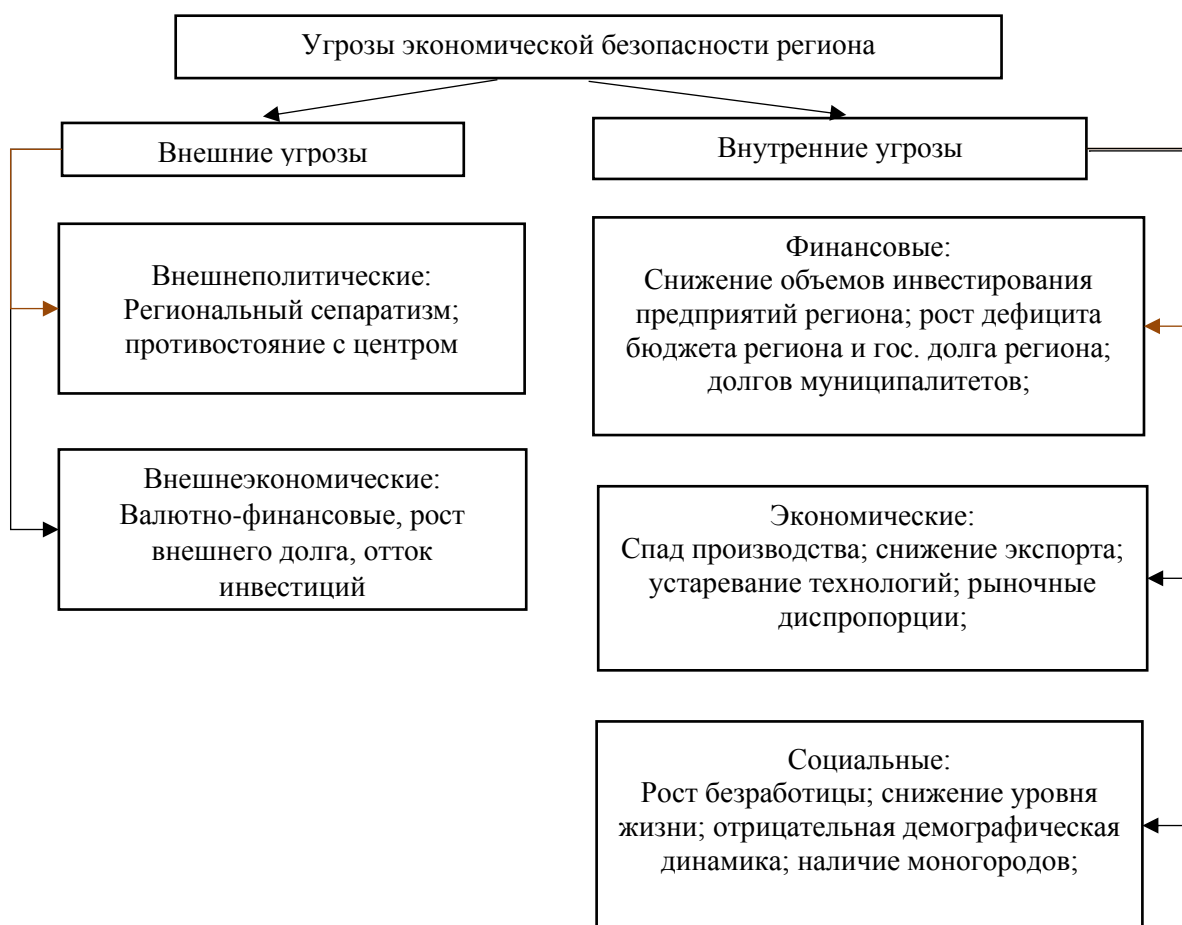 Угрозы экономической безопасности региона
Внешние угрозы
Внутренние угрозы
Внешнеполитические:
Региональный сепаратизм;
противостояние с центром
Внешнеэкономические:
Валютно-финансовые, рост
внешнего долга, отток
инвестиций
Финансовые:
Снижение объемов инвестирования
предприятий региона; рост дефицита
бюджета региона и гос. долга региона;
долгов муниципалитетов;
Экономические:
Спад производства; снижение экспорта;
устаревание технологий; рыночные
диспропорции;
Социальные:
Рост безработицы; снижение уровня
жизни; отрицательная демографическая
динамика; наличие моногородов;